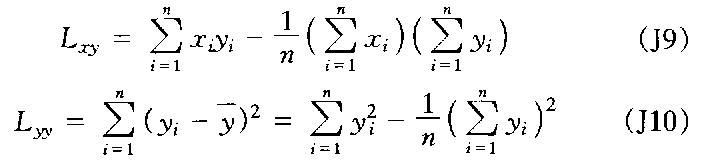 $L_{xy} = \sum_{i=1}^{n} x_i y_i - \frac{1}{n} \left( \sum_{i=1}^{n} x_i \right) \left( \sum_{i=1}^{n} y_i \right)$ (J9)
$L_{yy} = \sum_{i=1}^{n} (y_i - \overline{y})^2 = \sum_{i=1}^{n} y_i^2 - \frac{1}{n} \left( \sum_{i=1}^{n} y_i \right)^2$ (J10)